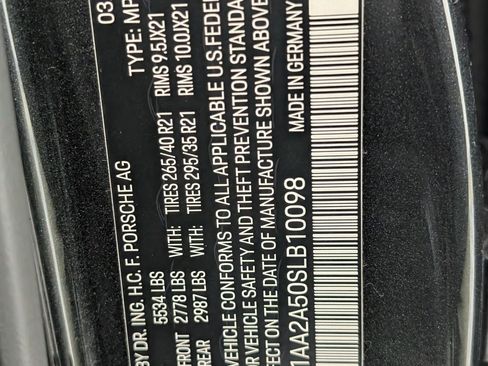 03
BY DR. ING. H.C. F. PORSCHE AG
5534 LBS TYPE: MP
FRONT 2778 LBS WITH: TIRES 265/40 R21 RIMS 9.5JX21
REAR 2987 LBS WITH: TIRES 295/35 R21 RIMS 10.0JX21
VEHICLE CONFORMS TO ALL APPLICABLE U.S. FEDER
R VEHICLE SAFETY AND THEFT PREVENTION STANDA
FECT ON THE DATE OF MANUFACTURE SHOWN ABOVE
MADE IN GERMANY
1AA2A50SLB10098